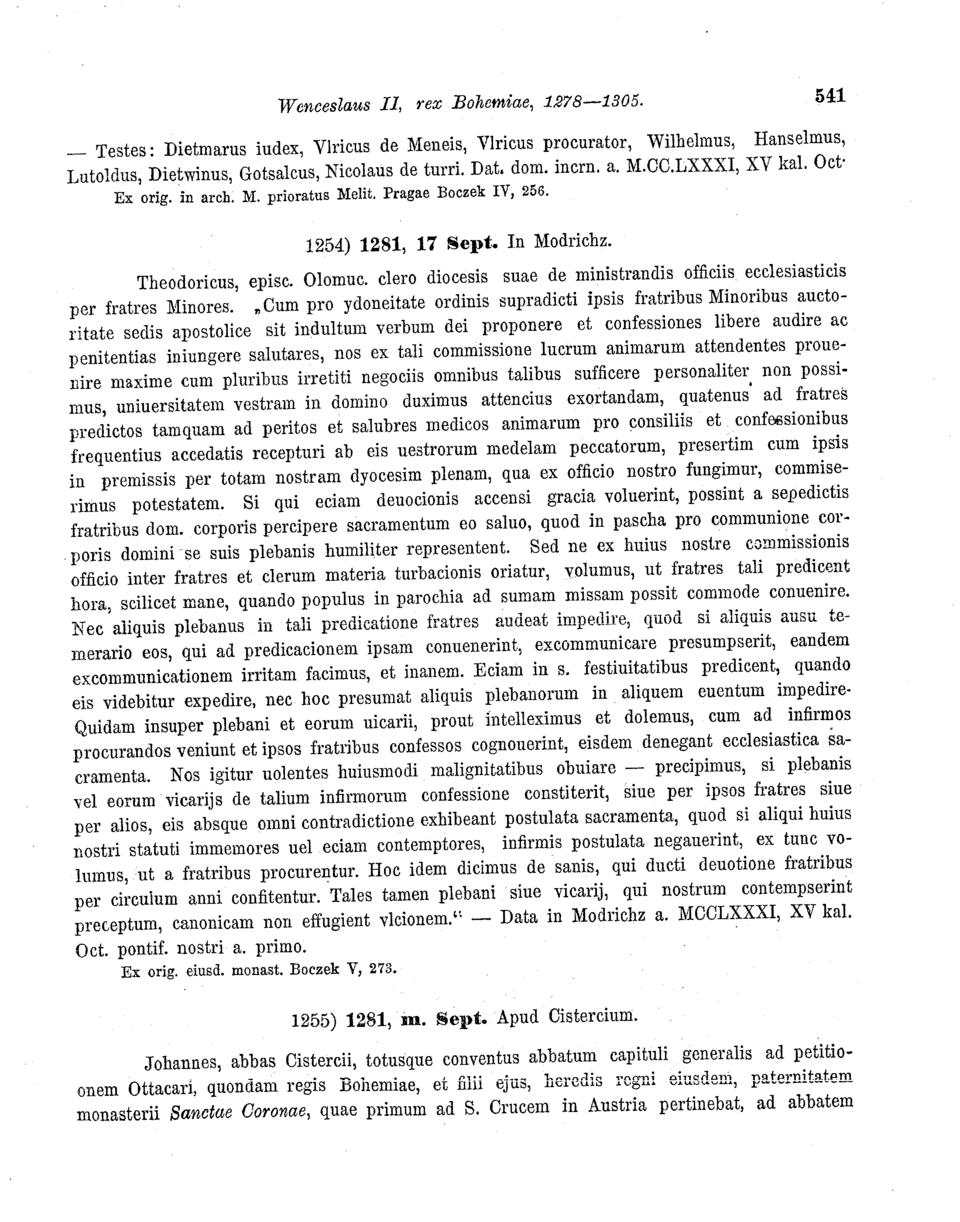 Wenceslaus II, rex Bohemiae, 1278—1305.
541
— Testes: Dietmarus iudex, Vlricus de Meneis, Vlricus procurator, Wilhelmus, Hanselmus,
Lutoldus, Dietwinus, Gotsalcus, Nicolaus de turri. Dat. dom. incrn. a. M.CC.LXXXI, XV kal. Oct·
Ex orig. in arch. M. prioratus Melit. Pragae Boczek IV, 256.
1254) 1281, 17 Sept. In Modrichz.
Theodoricus, episc. Olomuc. clero diocesis suae de ministrandis officiis ecclesiasticis
per fratres Minores. „Cum pro ydoneitate ordinis supradicti ipsis fratribus Minoribus aucto-
ritate sedis apostolice sit indultum verbum dei proponere et confessiones libere audire ac
penitentias iniungere salutares, nos ex tali commissione lucrum animarum attendentes proue-
nire maxime cum pluribus irretiti negociis omnibus talibus sufficere personaliter non possi-
mus, uniuersitatem vestram in domino duximus attencius exortandam, quatenus ad fratres
predictos tamquam ad peritos et salubres medicos animarum pro consiliis et confessionibus
frequentius accedatis recepturi ab eis uestrorum medelam peccatorum, presertim cum ipsis
in premissis per totam nostram dyocesim plenam, qua ex officio nostro fungimur, commise-
rimus potestatem. Si qui eciam deuocionis accensi gracia voluerint, possint a sepedictis
fratribus dom. corporis percipere sacramentum eo saluo, quod in pascha pro communione cor-
poris domini se suis plebanis humiliter representent. Sed ne ex huius nostre commissionis
officio inter fratres et clerum materia turbacionis oriatur, volumus, ut fratres tali predicent
hora, scilicet mane, quando populus in parochia ad sumam missam possit commode conuenire.
Nec aliquis plebanus in tali predicatione fratres audeat impedire, quod si aliquis ausu te-
merario eos, qui ad predicacionem ipsam conuenerint, excommunicare presumpserit, eandem
excommunicationem irritam facimus, et inanem. Eciam in s. festiuitatibus predicent, quando
eis videbitur expedire, nec hoc presumat aliquis plebanorum in aliquem euentum impedire·
Quidam insuper plebani et eorum uicarii, prout intelleximus et dolemus, cum ad infirmos
procurandos veniunt et ipsos fratribus confessos cognouerint, eisdem denegant ecclesiastica sa-
cramenta. Nos igitur uolentes huiusmodi malignitatibus obuiare — precipimus, si plebanis
vel eorum vicarijs de talium infirmorum confessione constiterit, siue per ipsos fratres siue
per alios, eis absque omni contradictione exhibeant postulata sacramenta, quod si aliqui huius
nostri statuti immemores uel eciam contemptores, infirmis postulata negauerint, ex tunc vo-
lumus, ut a fratribus procurentur. Hoc idem dicimus de sanis, qui ducti deuotione fratribus
per circulum anni confitentur. Tales tamen plebani siue vicarij, qui nostrum contempserint
preceptum, canonicam non effugient vlcionem.“ — Data in Modrichz a. MCCLXXXI, XV kal.
Oct. pontif. nostri a. primo.
Ex orig. eiusd. monast. Boczek V, 273.
1255) 1281, m. Sept. Apud Cistercium.
Johannes, abbas Cistercii, totusque conventus abbatum capituli generalis ad petitio-
onem Ottacari, quondam regis Bohemiae, et filii ejus, heredis regni eiusdem, paternitatem
monasterii Sanctae Coronae, quae primum ad S. Crucem in Austria pertinebat, ad abbatem